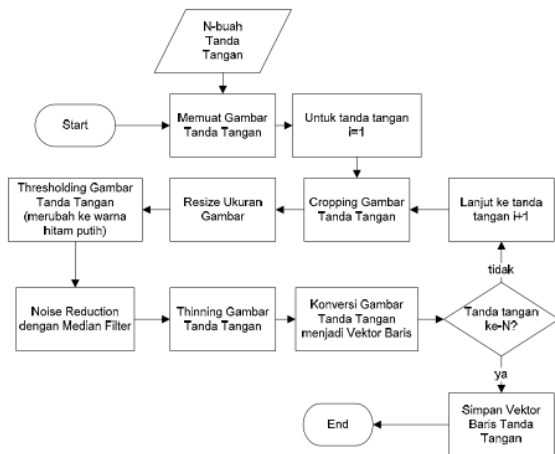 N-buah
Tanda
Tangan
Start
Memuat Gambar
Tanda Tangan
Untuk tanda tangan
i=1
Thresholding Gambar
Tanda Tangan
(merubah ke warna
hitam putih)
Resize Ukuran
Gambar
Cropping Gambar
Tanda Tangan
Lanjut ke tanda
tangan i+1
tidak
Noise Reduction
dengan Median Filter
Thinning Gambar
Tanda Tangan
Konversi Gambar
Tanda Tangan
menjadi Vektor Baris
Tanda tangan
ke-N?
ya
End
Simpan Vektor
Baris Tanda
Tangan